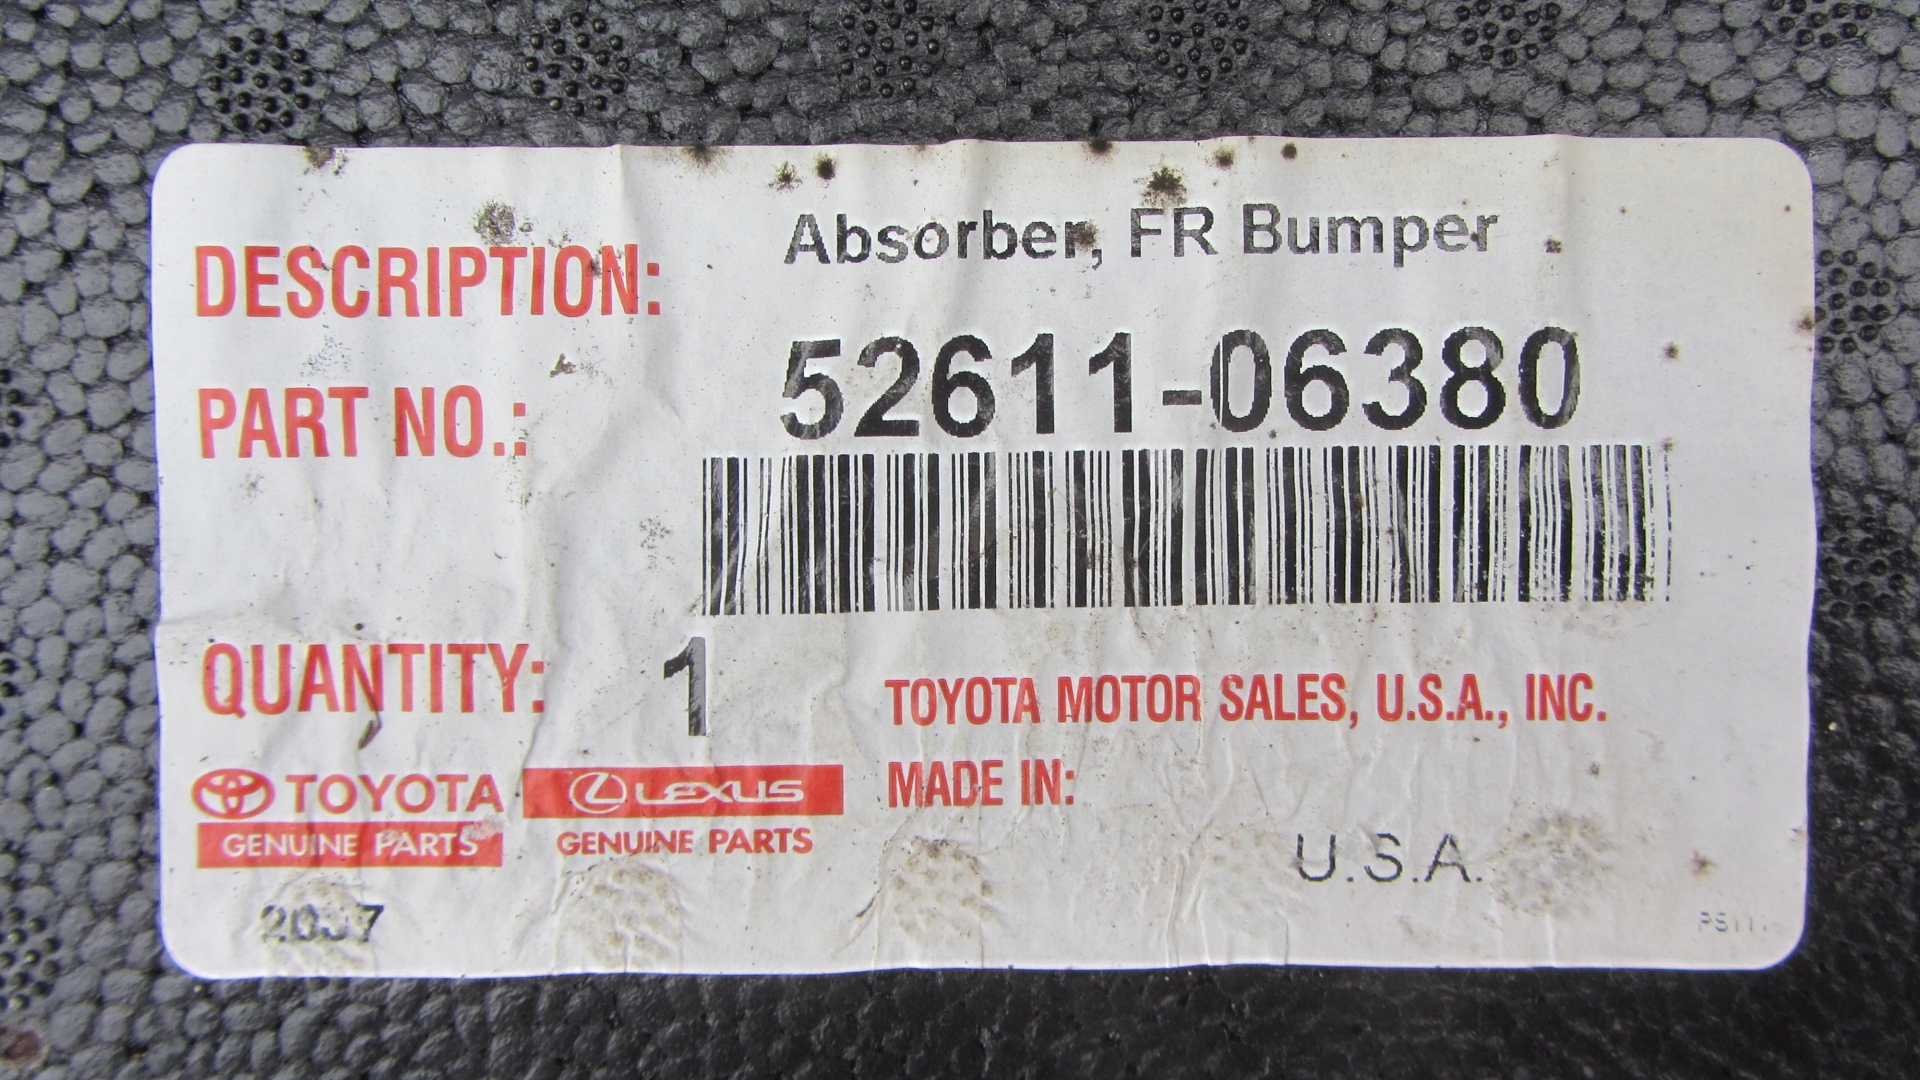 DESCRIPTION: Absorber, FR Bumper
PART NO.: 52611-06380
QUANTITY: 1
TOYOTA MOTOR SALES, U.S.A., INC.
MADE IN:
U.S.A.
TOYOTA
GENUINE PARTS
LEXUS
GENUINE PARTS